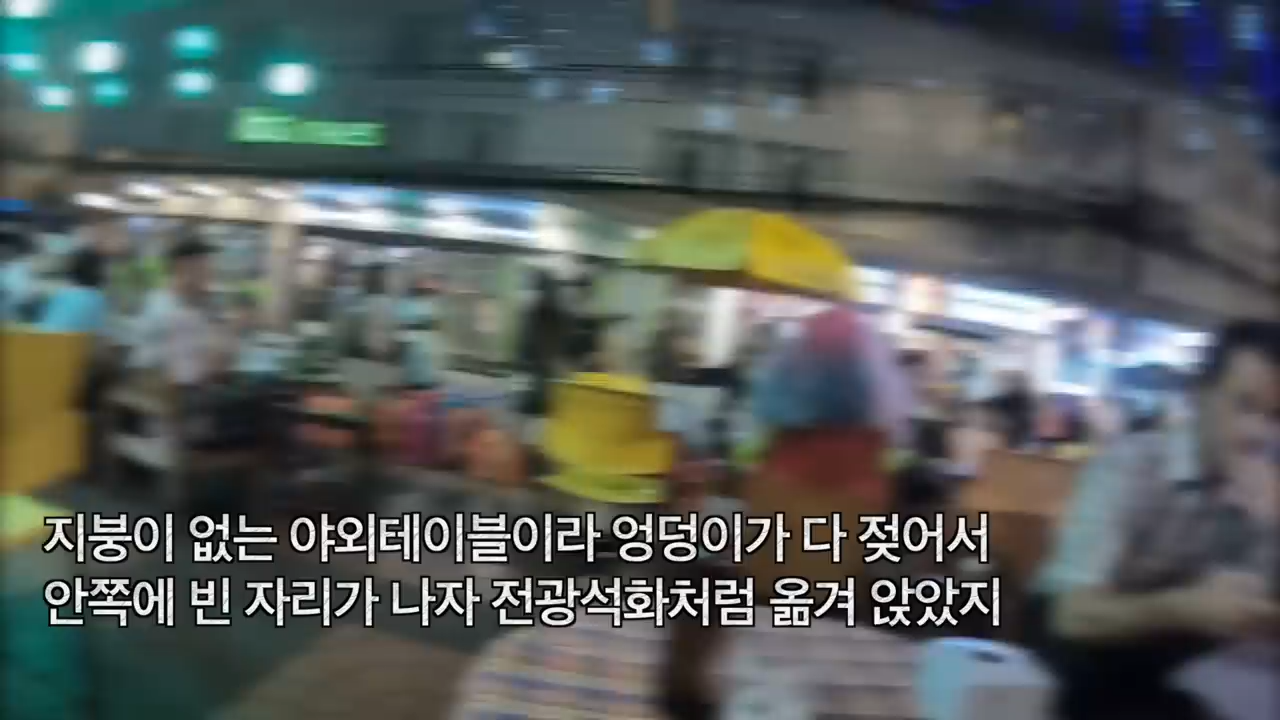 지붕이 없는 야외테이블이라 엉덩이가 다 젖어서
안쪽에 빈 자리가 나자 전광석화처럼 옮겨 앉았지